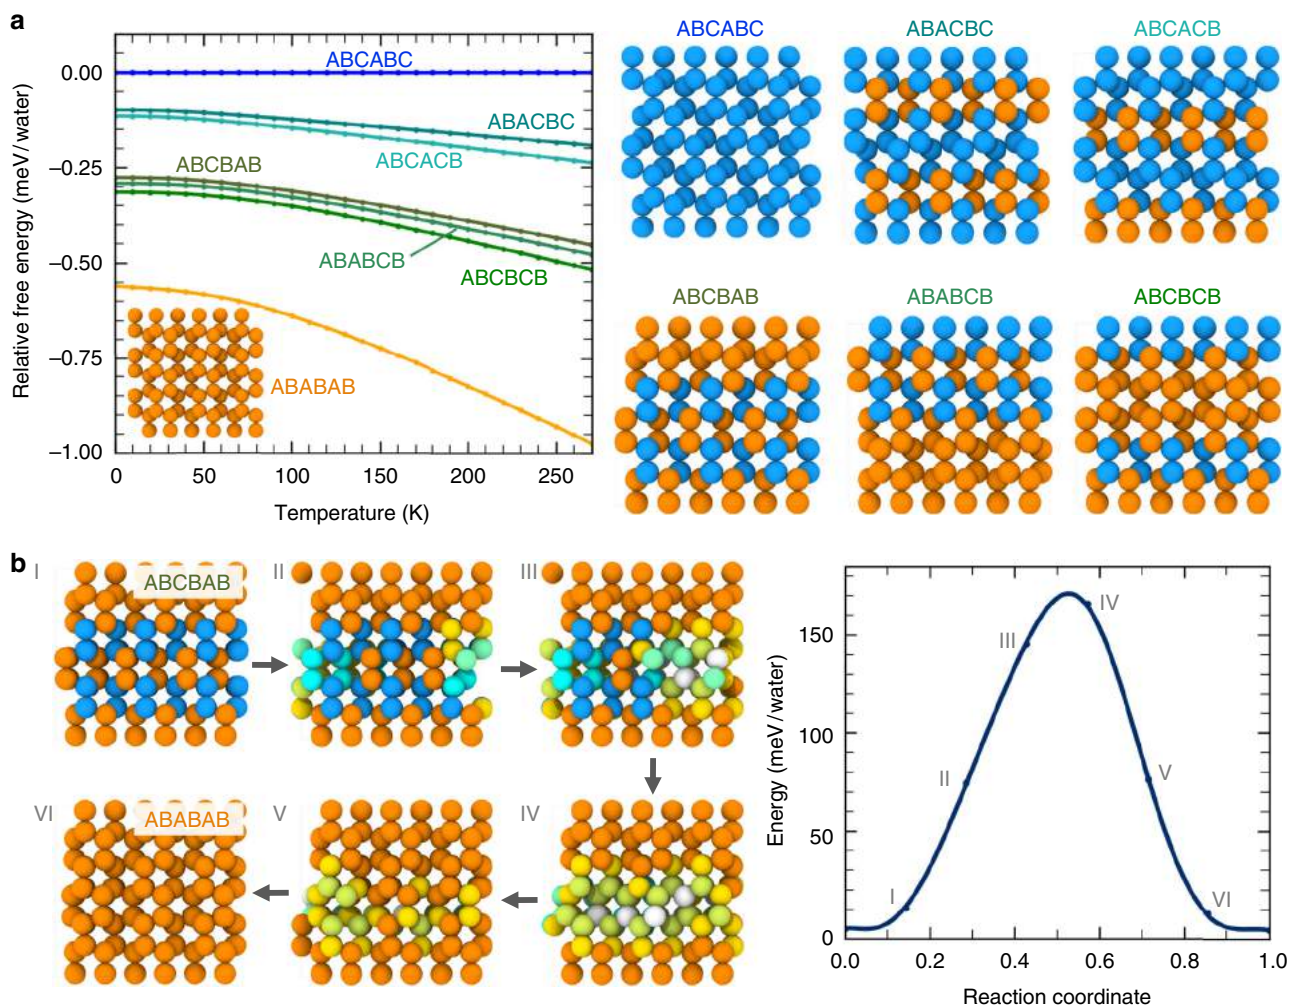 a
ABCABC
ABACBC
ABCACB
ABCBAB
ABABCB
ABCBCB
ABABAB
0.00
−0.25
−0.50
−0.75
−1.00
0
50
100
150
200
250
Relative free energy (meV/water)
Temperature (K)
ABCABC
ABACBC
ABCACB
ABCBAB
ABABCB
ABCBCB
b
I
ABCBAB
II
III
VI
ABABAB
V
IV
150
100
50
0
0.0
0.2
0.4
0.6
0.8
1.0
Energy (meV/water)
Reaction coordinate
I
II
III
IV
V
VI